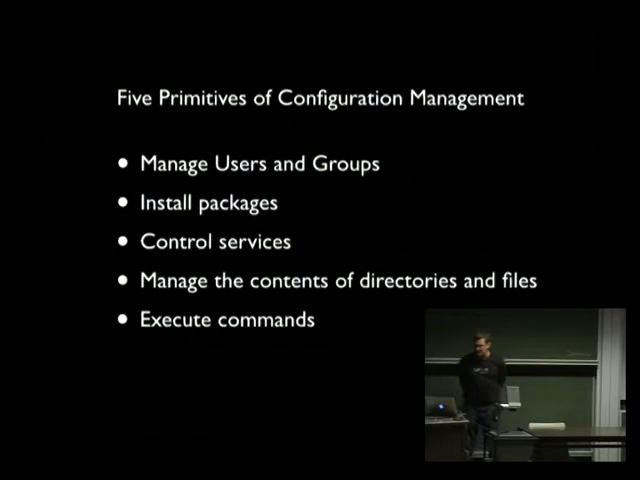 Five Primitives of Configuration Management
• Manage Users and Groups
• Install packages
• Control services
• Manage the contents of directories and files
• Execute commands